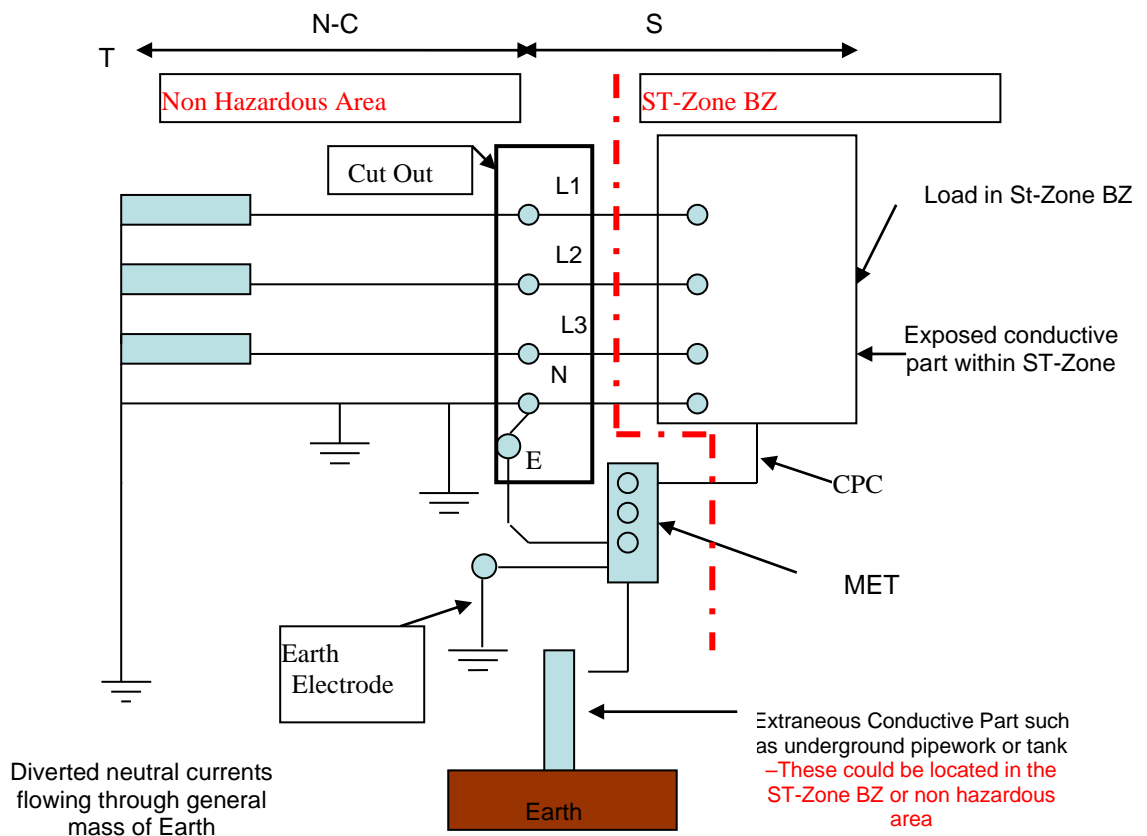 N-C
S
T
Non Hazardous Area
ST-Zone BZ
Cut Out
L1
Load in St-Zone BZ
L2
L3
Exposed conductive
part within ST-Zone
N
E
CPC
MET
Earth
Electrode
Extraneous Conductive Part such
as underground pipework or tank
–These could be located in the
ST-Zone BZ or non hazardous
area
Diverted neutral currents
flowing through general
mass of Earth
Earth